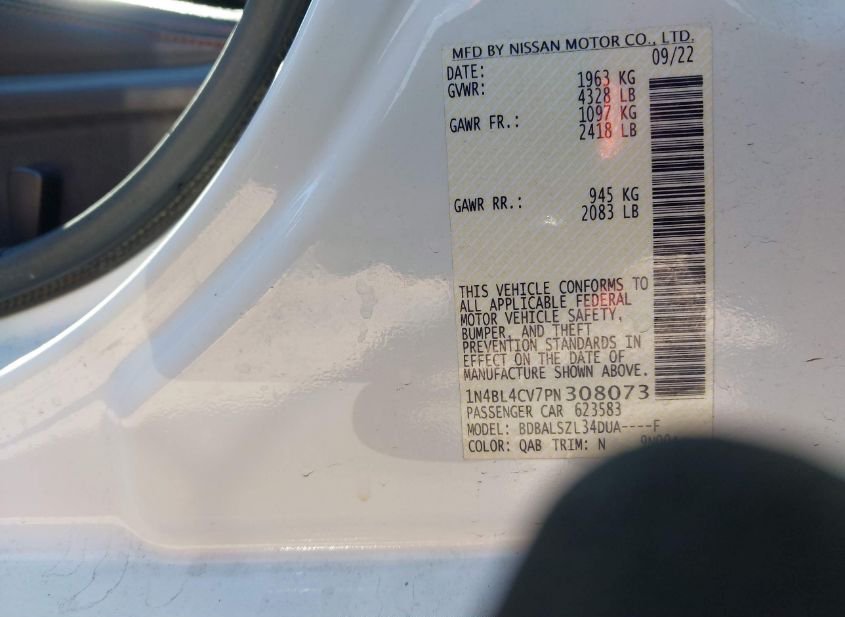 MFD BY NISSAN MOTOR CO., LTD.
DATE: 09/22
GVWR: 1963 KG
4328 LB
GAWR FR.: 1097 KG
2418 LB
GAWR RR.: 945 KG
2083 LB
THIS VEHICLE CONFORMS TO
ALL APPLICABLE FEDERAL
MOTOR VEHICLE SAFETY,
BUMPER, AND THEFT
PREVENTION STANDARDS IN
EFFECT ON THE DATE OF
MANUFACTURE SHOWN ABOVE.
1N4BL4CV7PN308073
PASSENGER CAR 623583
MODEL: BDBALSZL34DUA----F
COLOR: QAB TRIM: N